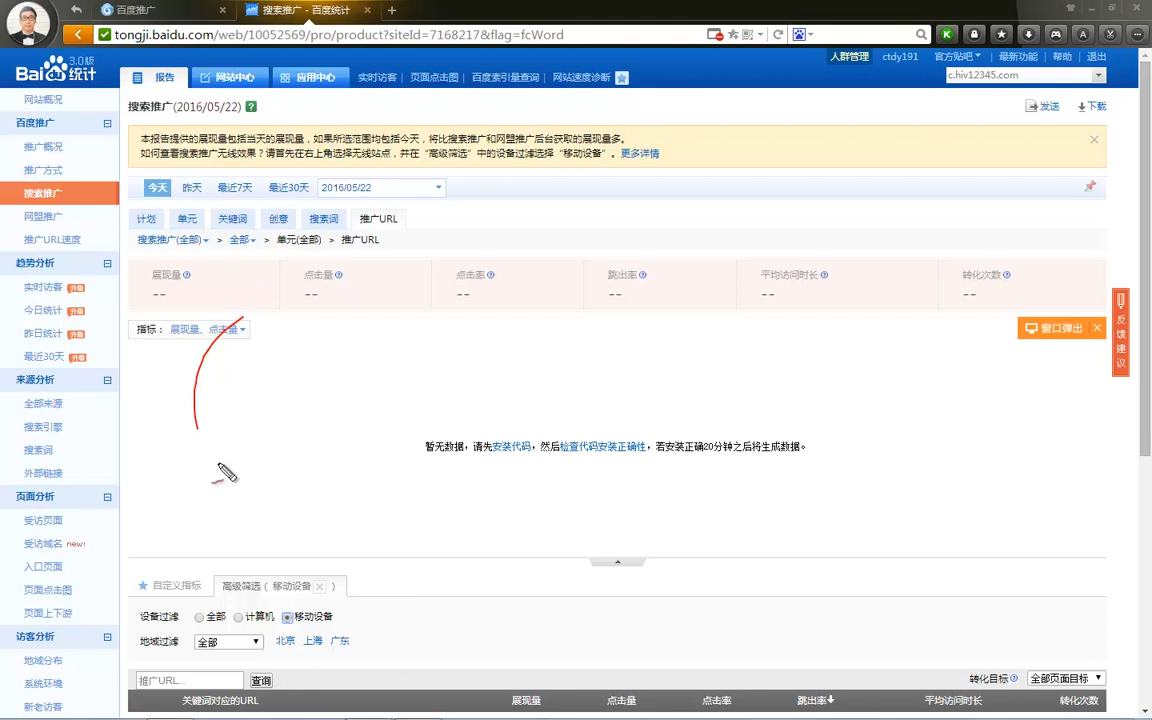 百度推广
搜索推广 - 百度统计
tongji.baidu.com/web/10052569/pro/product?siteId=7168217&flag=fcWord
Bai 统计 3.0版
报告 网站中心 应用中心 实时访客 页面点击图 百度索引量查询 网站速度诊断
人群管理 ctdy191 官方贴吧 最新功能 帮助 退出
c.hiv12345.com
网站概况
百度推广
推广概况
推广方式
搜索推广
网盟推广
推广URL速度
趋势分析
实时访客 升级
今日统计 升级
昨日统计 升级
最近30天 升级
来源分析
全部来源
搜索引擎
搜索词
外部链接
页面分析
受访页面
受访域名 new!
入口页面
页面点击图
页面上下游
访客分析
地域分布
系统环境
新老访客
搜索推广(2016/05/22) ?
发送 下载
本报告提供的展现量包括当天的展现量，如果所选范围均包括今天，将比搜索推广和网盟推广后台获取的展现量多。
如何查看搜索推广无线效果？请首先在右上角选择无线站点，并在“高级筛选”中的设备过滤选择“移动设备”。更多详情
今天 昨天 最近7天 最近30天 2016/05/22
计划 单元 关键词 创意 搜索词 推广URL
搜索推广(全部) > 全部 > 单元(全部) > 推广URL
展现量 点击量 点击率 跳出率 平均访问时长 转化次数
-- -- -- -- -- --
指标： 展现量、点击量
窗口弹出
反馈建议
暂无数据，请先安装代码，然后检查代码安装正确性，若安装正确20分钟之后将生成数据。
自定义指标 高级筛选 ( 移动设备 )
设备过滤 全部 计算机 移动设备
地域过滤 全部 北京 上海 广东
推广URL... 查询
转化目标 全部页面目标
关键词对应的URL 展现量 点击量 点击率 跳出率 平均访问时长 转化次数